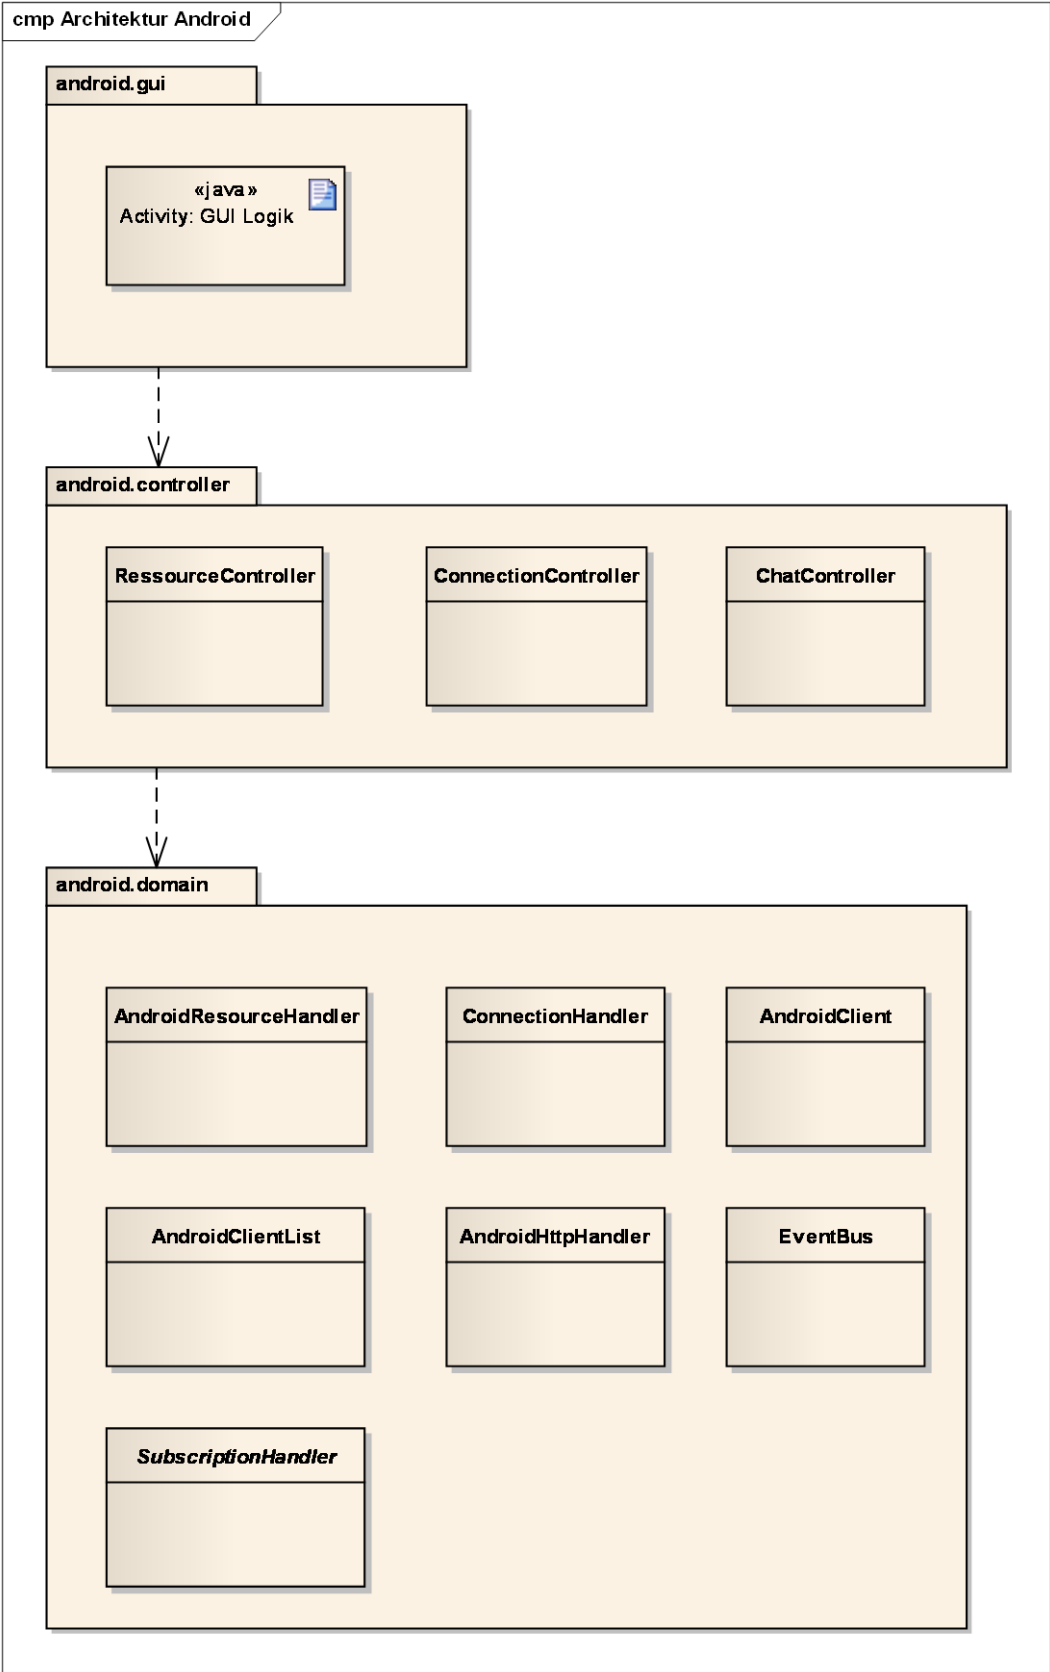 cmp Architektur Android
android.gui
«java»
Activity: GUI Logik
android.controller
RessourceController
ConnectionController
ChatController
android.domain
AndroidResourceHandler
ConnectionHandler
AndroidClient
AndroidClientList
AndroidHttpHandler
EventBus
SubscriptionHandler